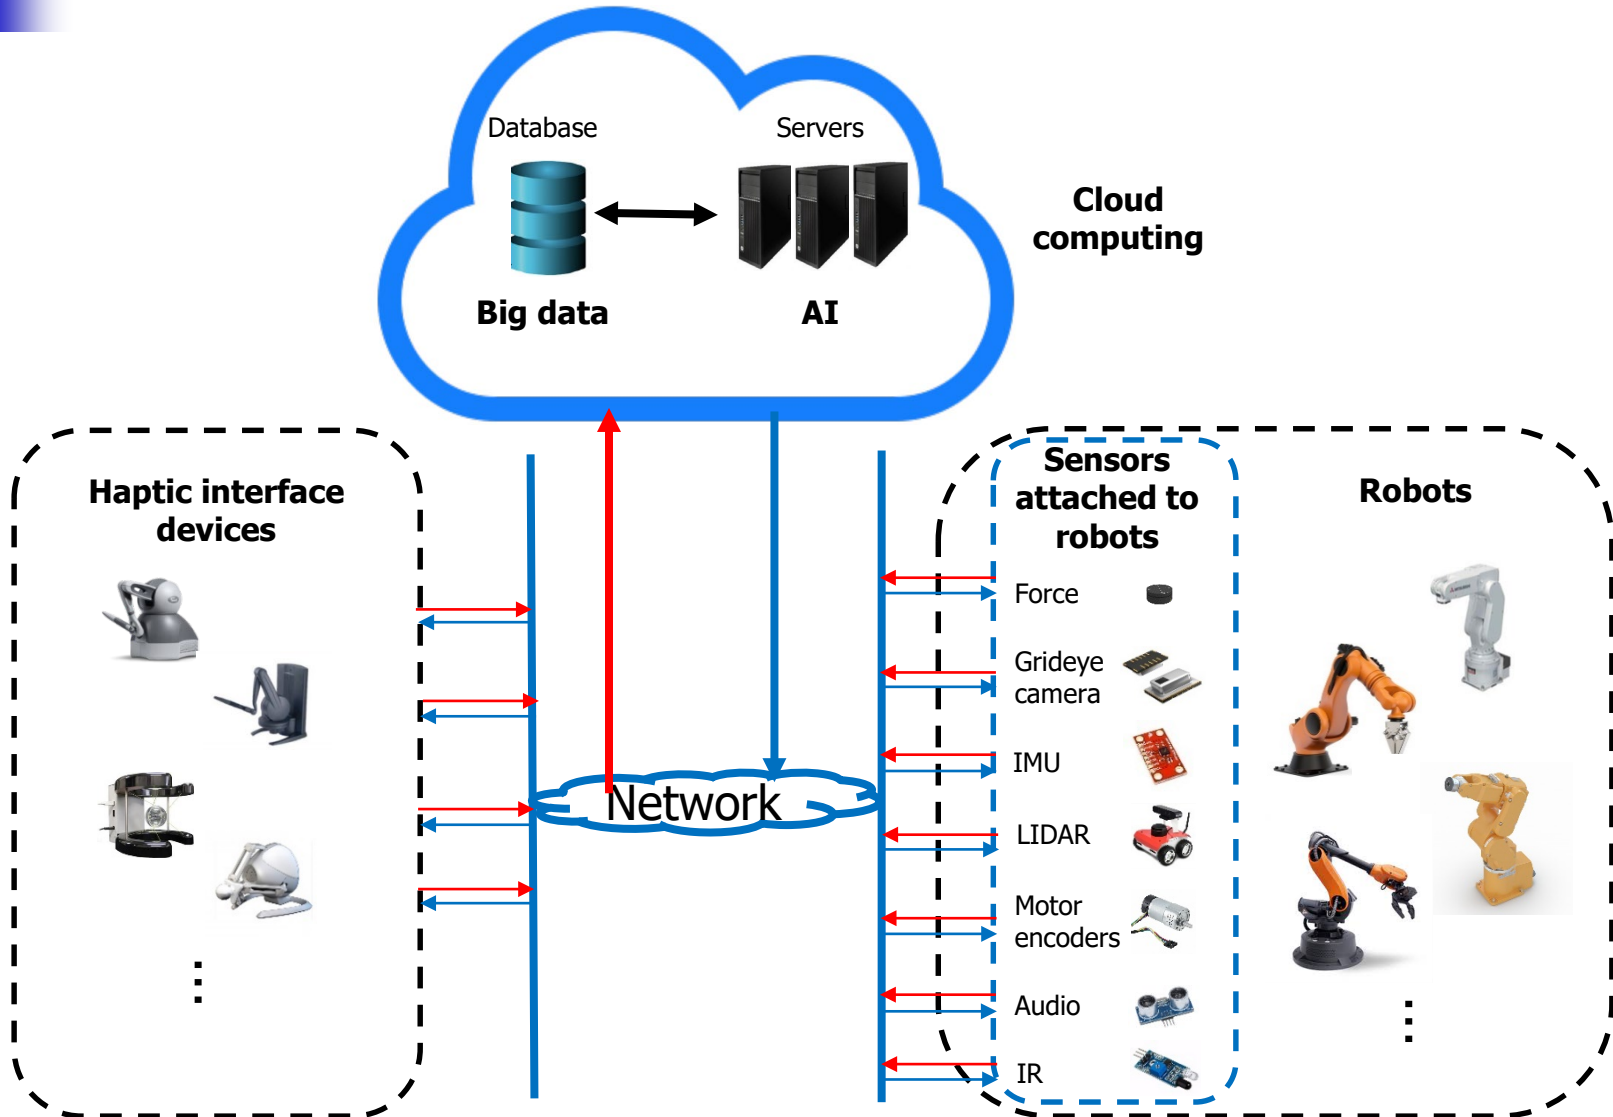 Database
Servers
Big data
AI
Cloud
computing
Haptic interface
devices
Network
Sensors
attached to
robots
Force
Grideye
camera
IMU
LIDAR
Motor
encoders
Audio
IR
Robots